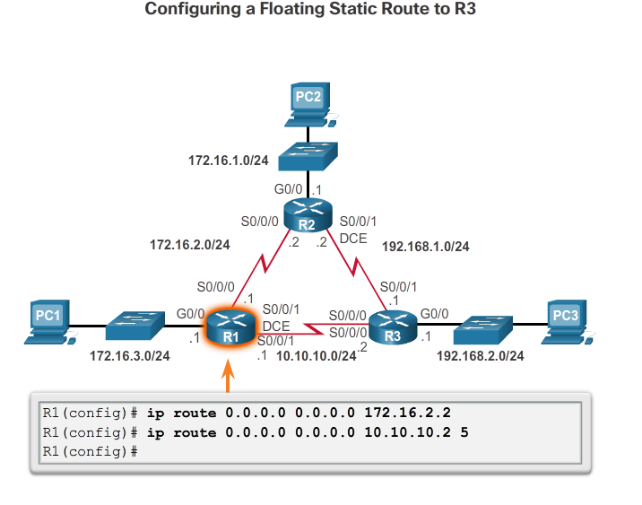 Configuring a Floating Static Route to R3
PC2
172.16.1.0/24
G0/0 .1
S0/0/0 R2 S0/0/1
172.16.2.0/24 .2 .2 DCE 192.168.1.0/24
S0/0/0 .1 S0/0/1 .1
PC1 G0/0 S0/0/1 S0/0/0 G0/0 PC3
DCE S0/0/0
.1 R1 S0/0/1 R3 .1
172.16.3.0/24 .1 10.10.10.0/24 .2 192.168.2.0/24
R1(config)# ip route 0.0.0.0 0.0.0.0 172.16.2.2
R1(config)# ip route 0.0.0.0 0.0.0.0 10.10.10.2 5
R1(config)#